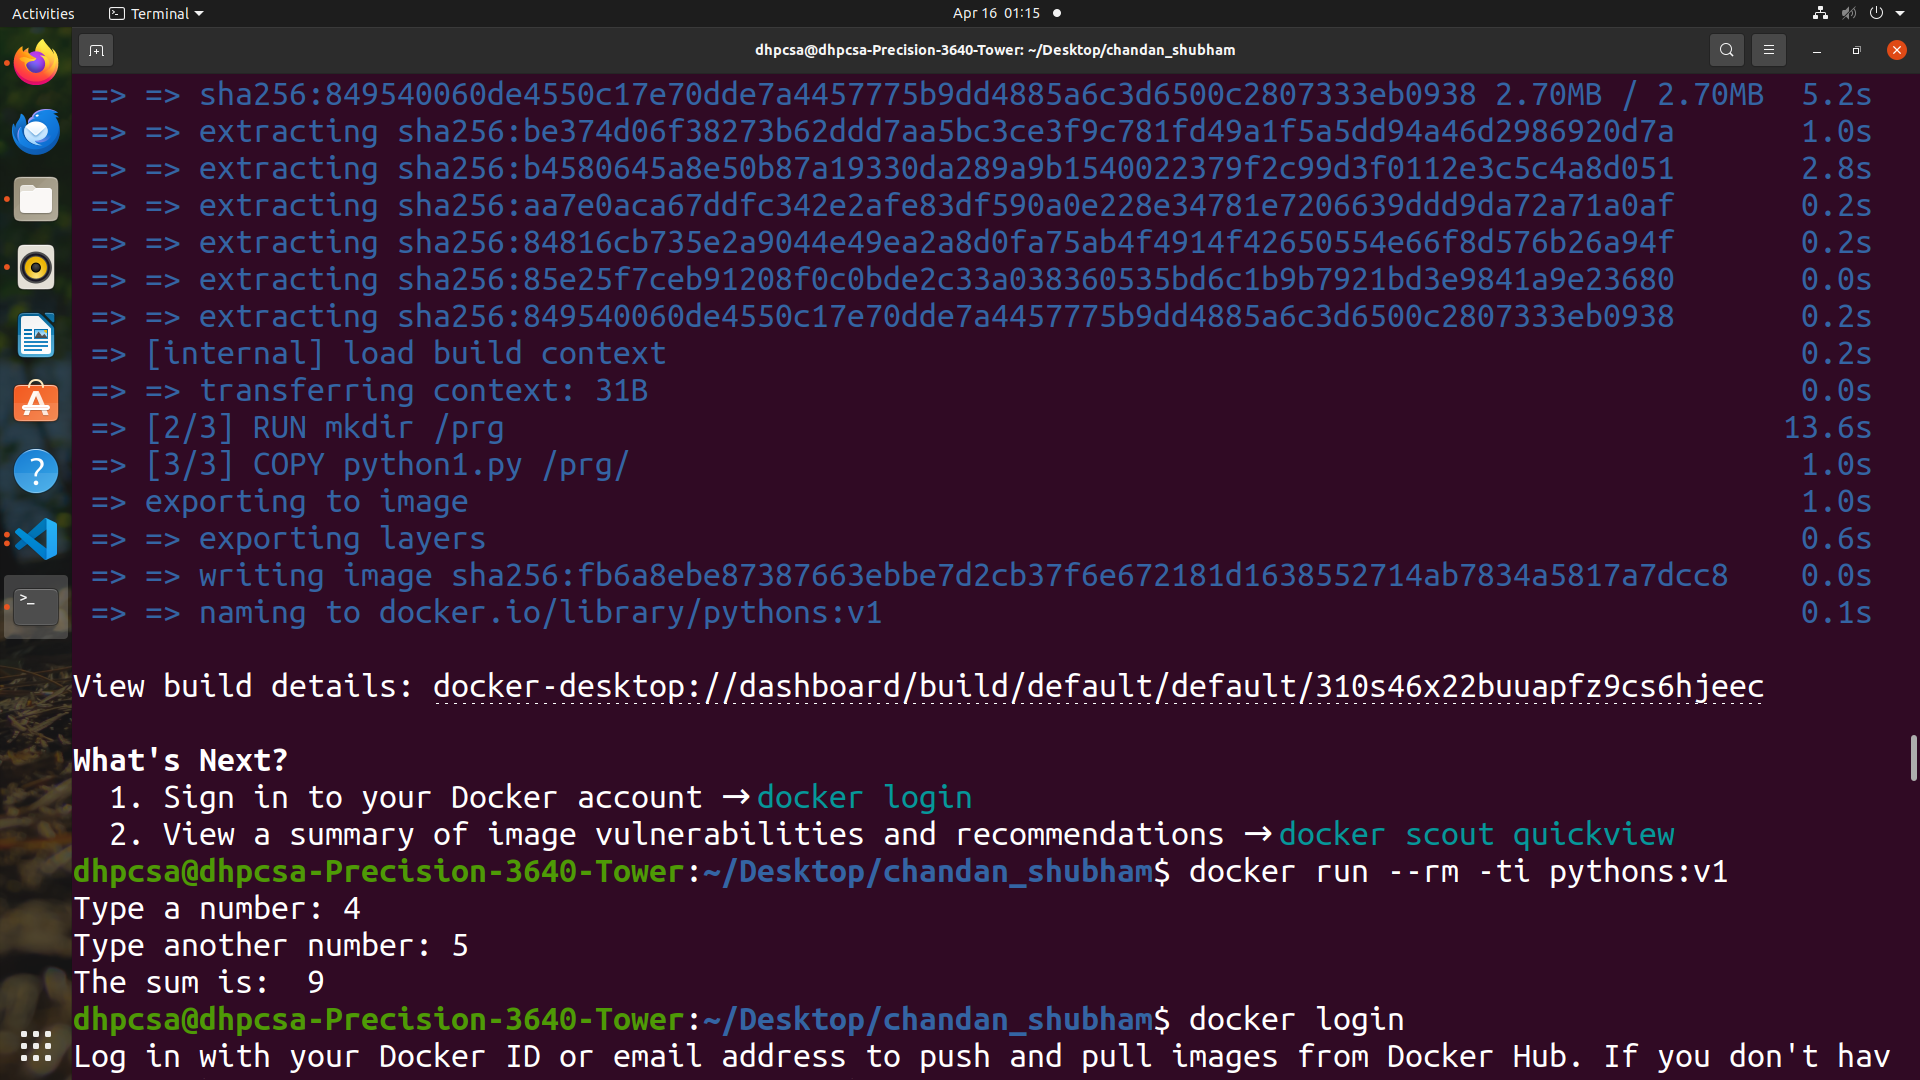 Activities Terminal Apr 16 01:15
dhpcsa@dhpcsa-Precision-3640-Tower: ~/Desktop/chandan_shubham
=> => sha256:849540060de4550c17e70dde7a4457775b9dd4885a6c3d6500c2807333eb0938 2.70MB / 2.70MB 5.2s
=> => extracting sha256:be374d06f38273b62ddd7aa5bc3ce3f9c781fd49a1f5a5dd94a46d2986920d7a 1.0s
=> => extracting sha256:b4580645a8e50b87a19330da289a9b1540022379f2c99d3f0112e3c5c4a8d051 2.8s
=> => extracting sha256:aa7e0aca67ddfc342e2afe83df590a0e228e34781e7206639ddd9da72a71a0af 0.2s
=> => extracting sha256:84816cb735e2a9044e49ea2a8d0fa75ab4f4914f42650554e66f8d576b26a94f 0.2s
=> => extracting sha256:85e25f7ceb91208f0c0bde2c33a038360535bd6c1b9b7921bd3e9841a9e23680 0.0s
=> => extracting sha256:849540060de4550c17e70dde7a4457775b9dd4885a6c3d6500c2807333eb0938 0.2s
=> [internal] load build context 0.2s
=> => transferring context: 31B 0.0s
=> [2/3] RUN mkdir /prg 13.6s
=> [3/3] COPY python1.py /prg/ 1.0s
=> exporting to image 1.0s
=> => exporting layers 0.6s
=> => writing image sha256:fb6a8ebe87387663ebbe7d2cb37f6e672181d1638552714ab7834a5817a7dcc8 0.0s
=> => naming to docker.io/library/pythons:v1 0.1s
View build details: docker-desktop://dashboard/build/default/default/310s46x22buuapfz9cs6hjeec
What's Next?
1. Sign in to your Docker account → docker login
2. View a summary of image vulnerabilities and recommendations → docker scout quickview
dhpcsa@dhpcsa-Precision-3640-Tower:~/Desktop/chandan_shubham$ docker run --rm -ti pythons:v1
Type a number: 4
Type another number: 5
The sum is:  9
dhpcsa@dhpcsa-Precision-3640-Tower:~/Desktop/chandan_shubham$ docker login
Log in with your Docker ID or email address to push and pull images from Docker Hub. If you don't hav